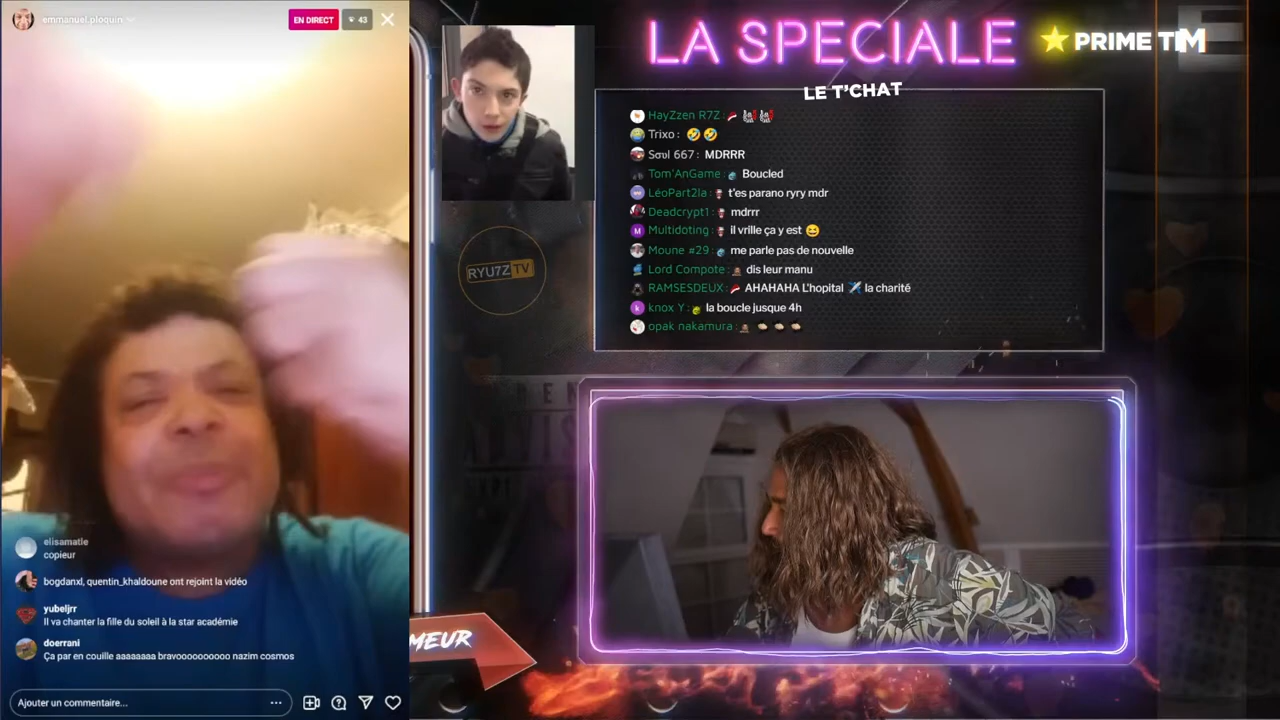 emmanuel.ploquin
EN DIRECT
43
elisamatle
copieur
bogdanxl, quentin_khaldoune ont rejoint la vidéo
yubeljrr
Il va chanter la fille du soleil à la star académie
doerrani
Ça par en couille aaaaaaaa bravoooooooooo nazim cosmos
Ajouter un commentaire...
LA SPECIALE
PRIME TIM
LE T'CHAT
HayZzen R7Z :
Trixo : 🤣🤣
Søul 667 : MDRRR
Tom'AnGame : Boucled
LéoPart2la : t'es parano ryry mdr
Deadcrypt1 : mdrrr
Multidoting : il vrille ça y est 😆
Moune #29 : me parle pas de nouvelle
Lord Compote : dis leur manu
RAMSESDEUX : AHAHAHA L'hopital la charité
knox Y : la boucle jusque 4h
opak nakamura :
RYU7Z TV
MEUR